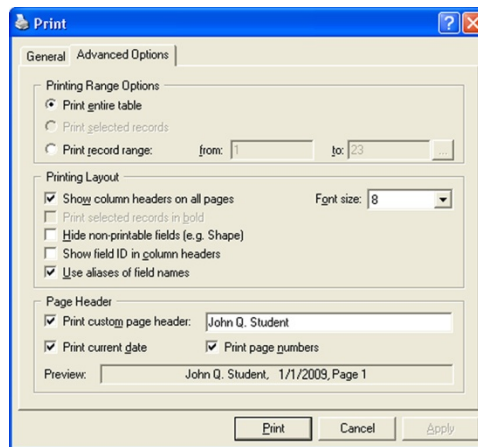 Print
General Advanced Options
Printing Range Options
Print entire table
Print selected records
Print record range: from: 1 to: 23 ...
Printing Layout
Show column headers on all pages Font size: 8
Print selected records in bold
Hide non-printable fields (e.g. Shape)
Show field ID in column headers
Use aliases of field names
Page Header
Print custom page header: John Q. Student
Print current date Print page numbers
Preview: John Q. Student, 1/1/2009, Page 1
Print Cancel Apply